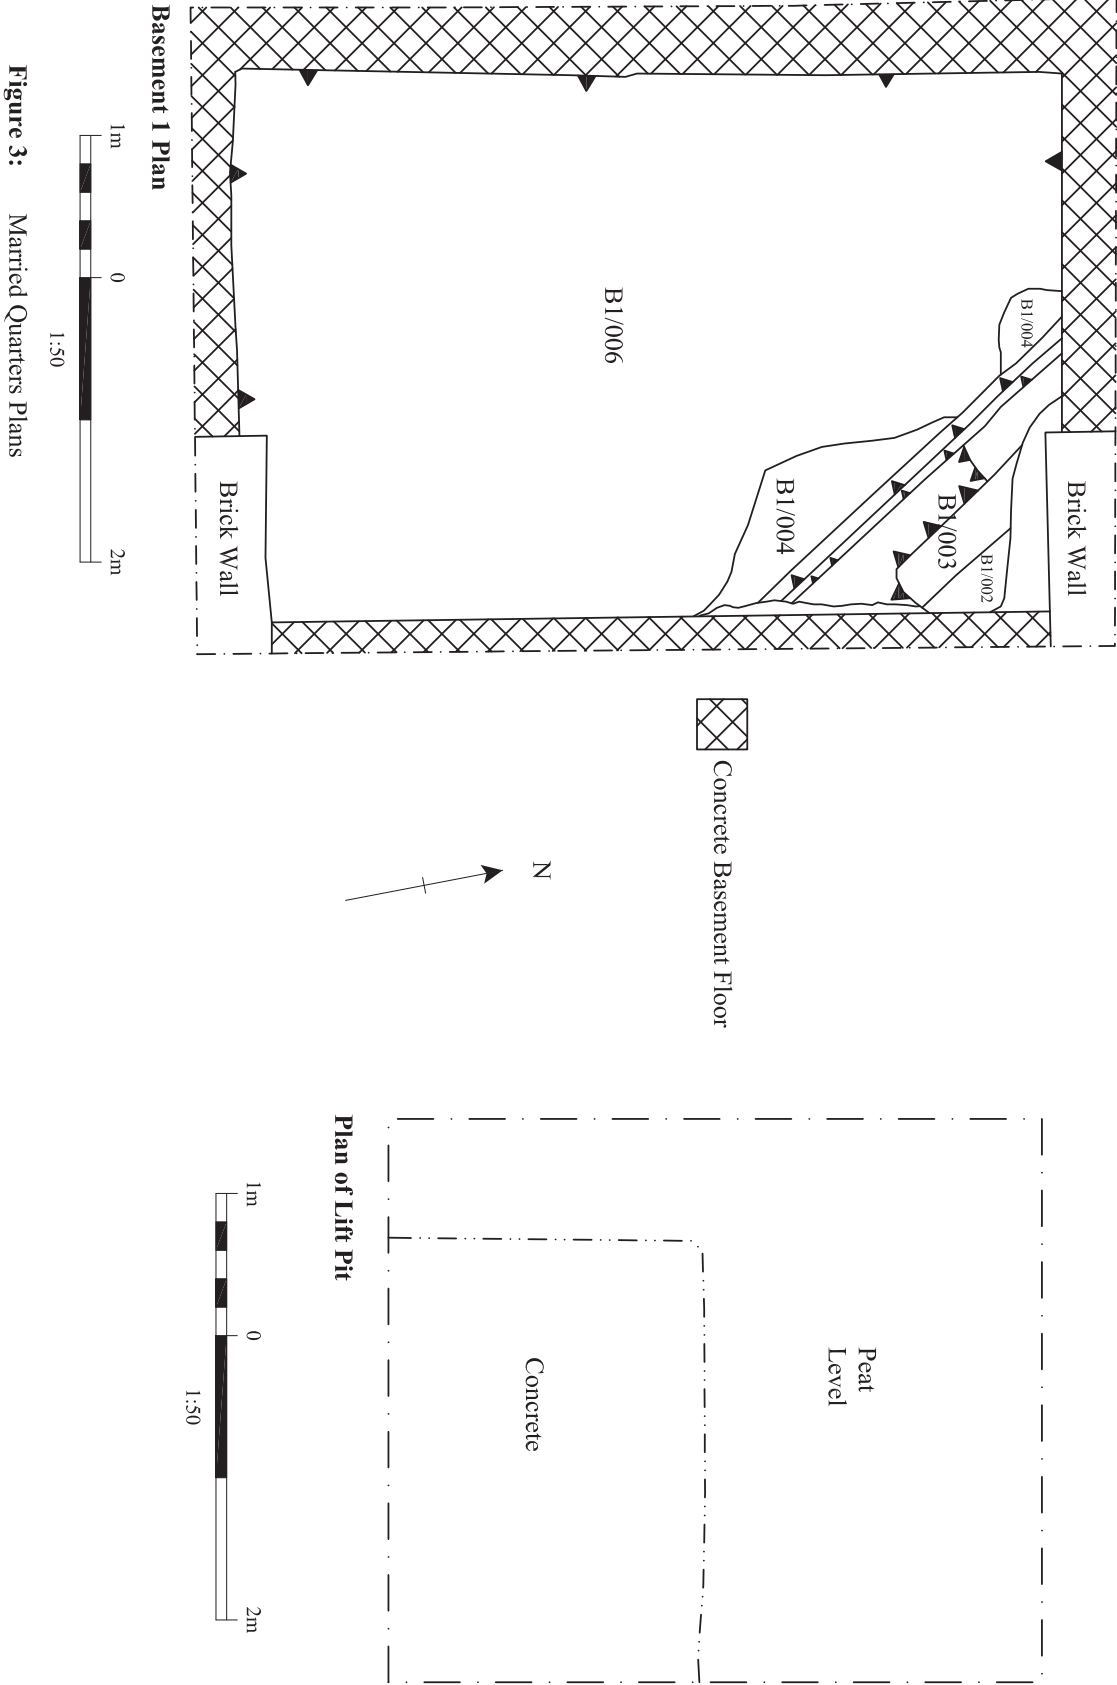 Brick Wall
B1/004
B1/002
B1/003
B1/004
B1/006
Brick Wall
Basement 1 Plan
1m
0
2m
1:50
Concrete Basement Floor
N
Peat
Level
Concrete
Plan of Lift Pit
1m
0
2m
1:50
Figure 3: Married Quarters Plans